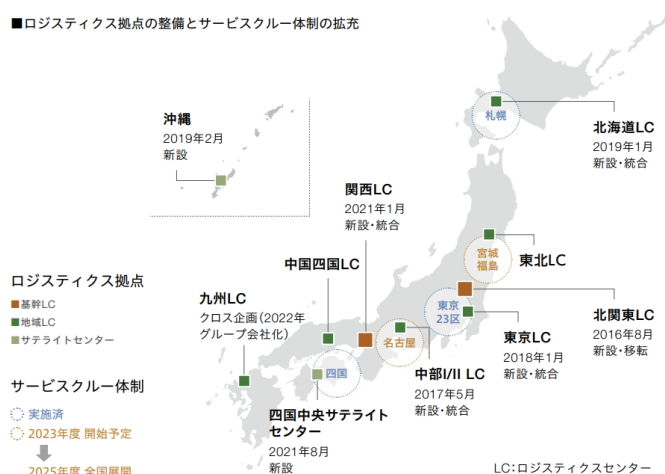 ■ロジスティクス拠点の整備とサービスクルー体制の拡充
沖縄
2019年2月
新設
札幌
北海道LC
2019年1月
新設・統合
関西LC
2021年1月
新設・統合
宮城
福島
東北LC
中国四国LC
ロジスティクス拠点
■基幹LC
■地域LC
■サテライトセンター
九州LC
クロス企画(2022年
グループ会社化)
東京
23区
北関東LC
2016年8月
新設・移転
東京LC
2018年1月
新設・統合
名古屋
中部I/II LC
2017年5月
新設・統合
四国
四国中央サテライト
センター
2021年8月
新設
サービスクルー体制
実施済
2023年度 開始予定
2025年度 全国展開
LC:ロジスティクスセンター